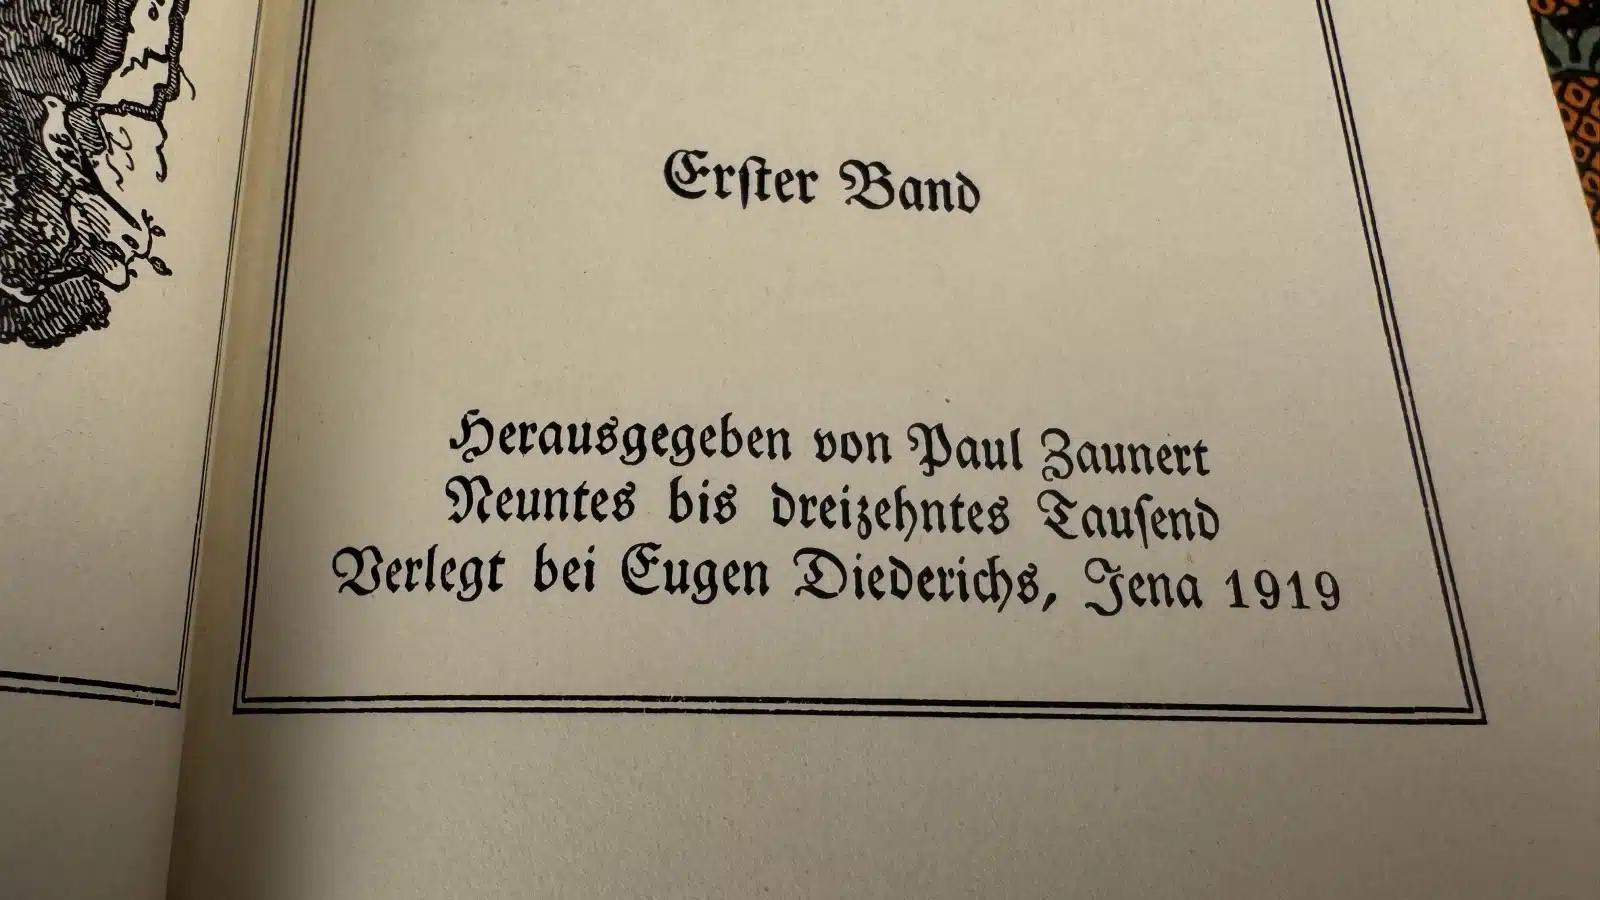 Erſter Band
Herausgegeben von Paul Zaunert
Neuntes bis dreizehntes Tauſend
Verlegt bei Eugen Diederichs, Jena 1919